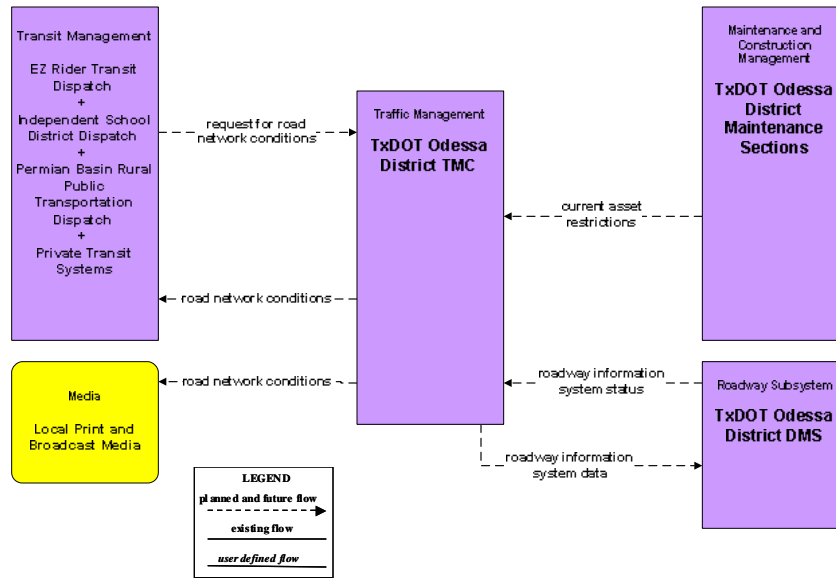 Transit Management
EZ Rider Transit
Dispatch
+
Independent School
District Dispatch
+
Permian Basin Rural
Public
Transportation
Dispatch
+
Private Transit
Systems
request for road
network conditions
road network conditions
Traffic Management
TxDOT Odessa
District TMC
Maintenance and
Construction
Management
TxDOT Odessa
District
Maintenance
Sections
current asset
restrictions
Media
Local Print and
Broadcast Media
road network conditions
roadway information
system status
roadway information
system data
Roadway Subsystem
TxDOT Odessa
District DMS
LEGEND
planned and future flow
existing flow
user defined flow